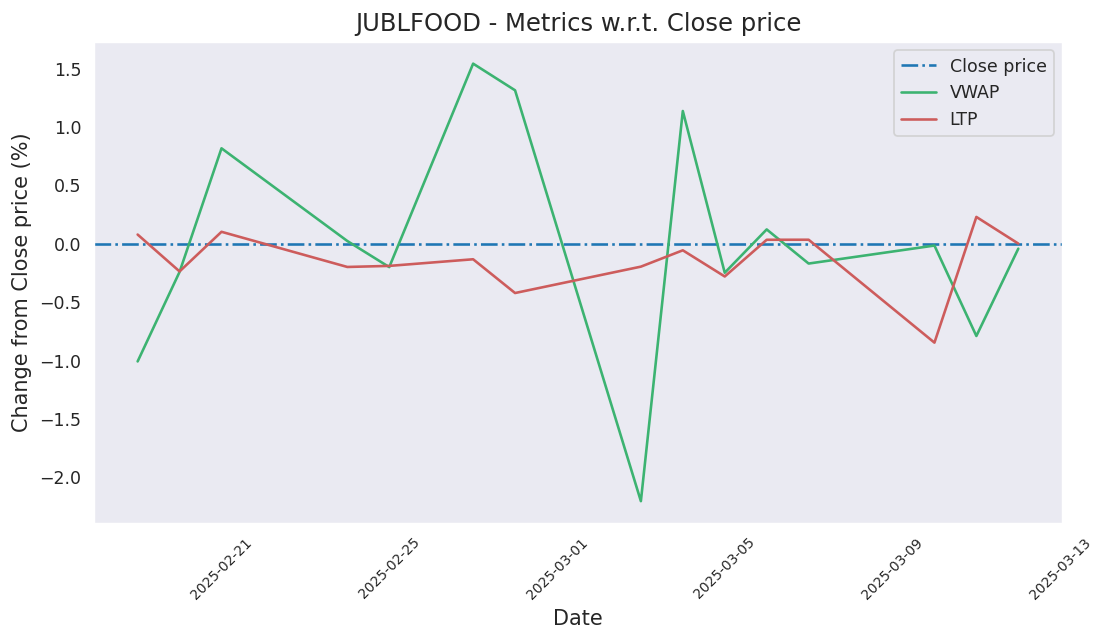 JUBLFOOD - Metrics w.r.t. Close price
Close price
VWAP
LTP
Change from Close price (%)
1.5
1.0
0.5
0.0
−0.5
−1.0
−1.5
−2.0
2025-02-21
2025-02-25
2025-03-01
2025-03-05
2025-03-09
2025-03-13
Date